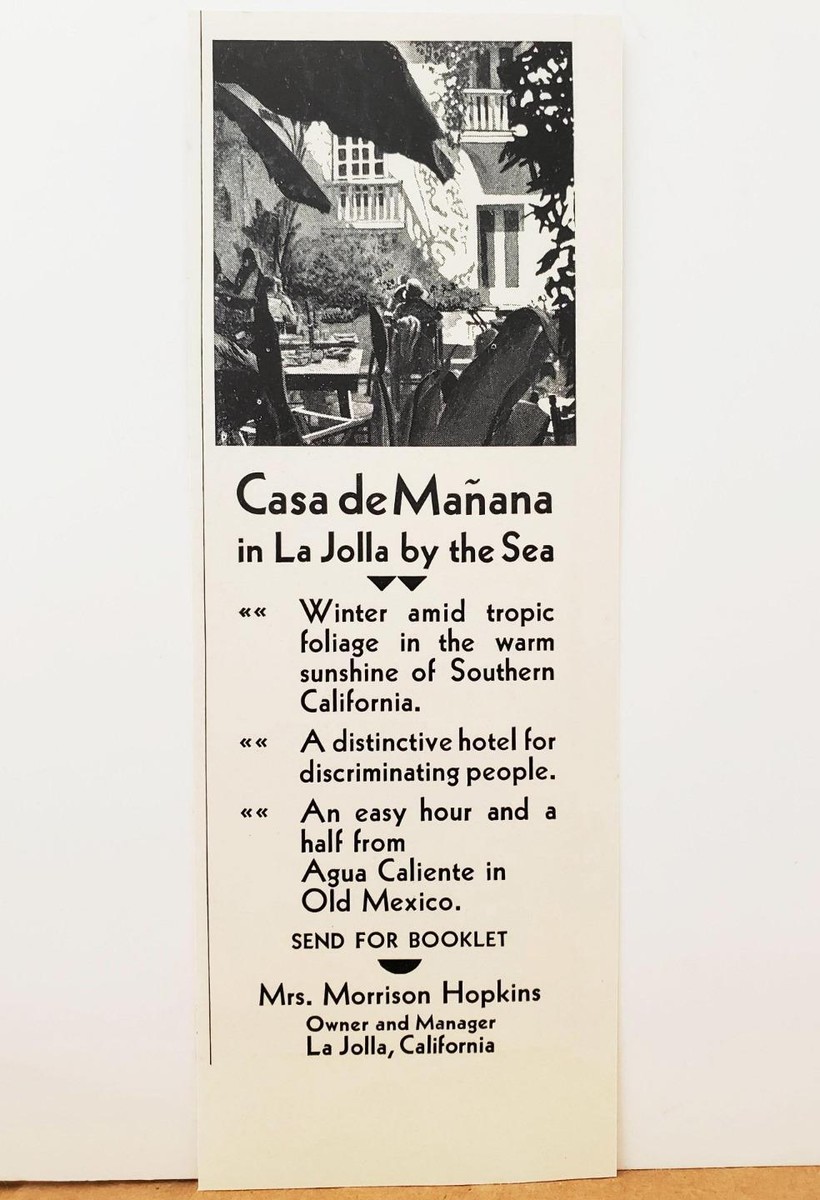 Casa de Mañana
in La Jolla by the Sea
«« Winter amid tropic
foliage in the warm
sunshine of Southern
California.
«« A distinctive hotel for
discriminating people.
«« An easy hour and a
half from
Agua Caliente in
Old Mexico.
SEND FOR BOOKLET
Mrs. Morrison Hopkins
Owner and Manager
La Jolla, California